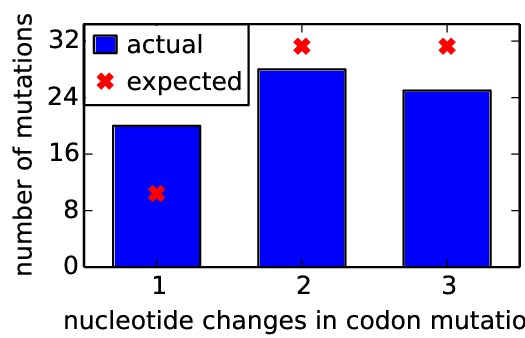 number of mutations
32
24
16
8
0
actual
expected
1 2 3
nucleotide changes in codon mutatio